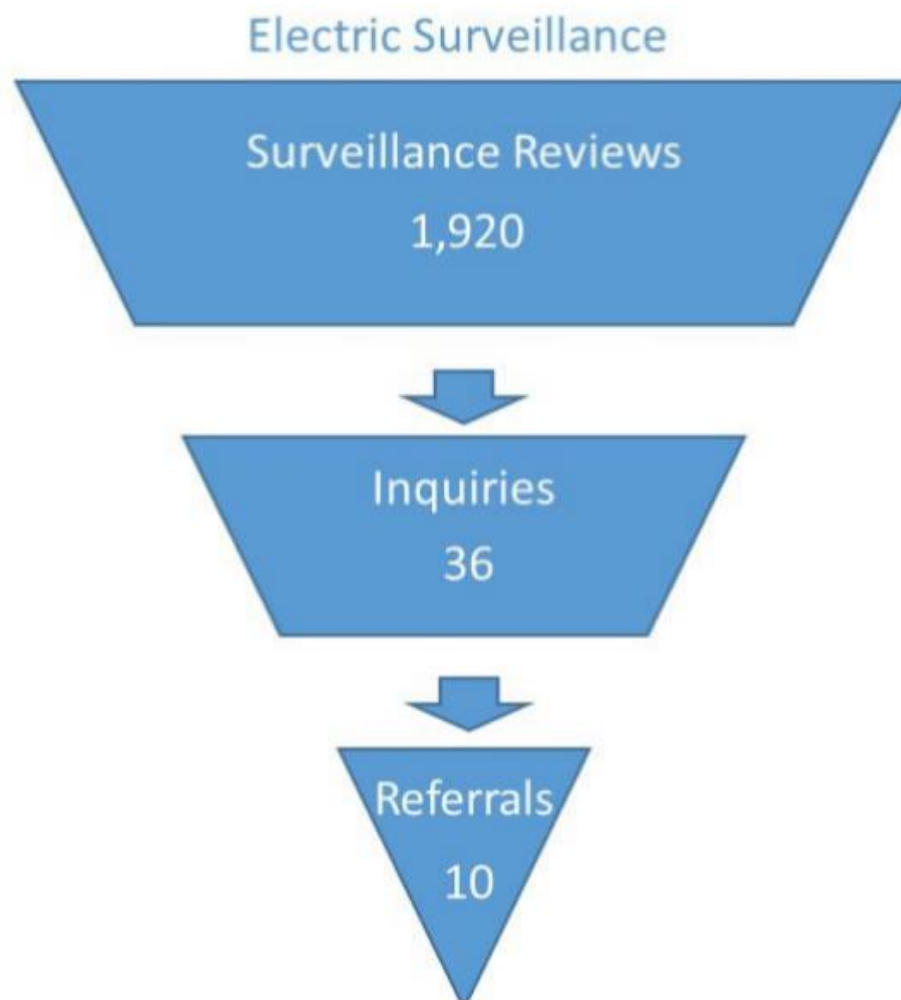 Electric Surveillance
Surveillance Reviews
1,920
Inquiries
36
Referrals
10